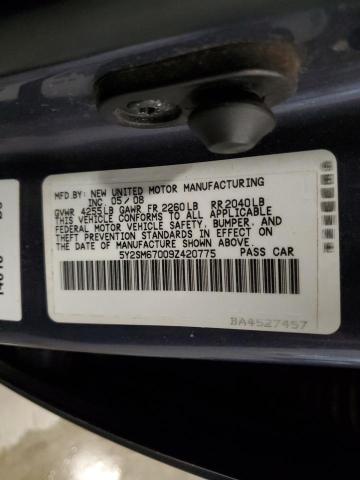 MFD.BY: NEW UNITED MOTOR MANUFACTURING
INC. 05/08
GVWR 4255LB GAWR FR 2260LB RR2040LB
THIS VEHICLE CONFORMS TO ALL APPLICABLE
FEDERAL MOTOR VEHICLE SAFETY, BUMPER, AND
THEFT PREVENTION STANDARDS IN EFFECT ON
THE DATE OF MANUFACTURE SHOWN ABOVE.
5Y2SM67009Z420775 PASS CAR
BA4527457